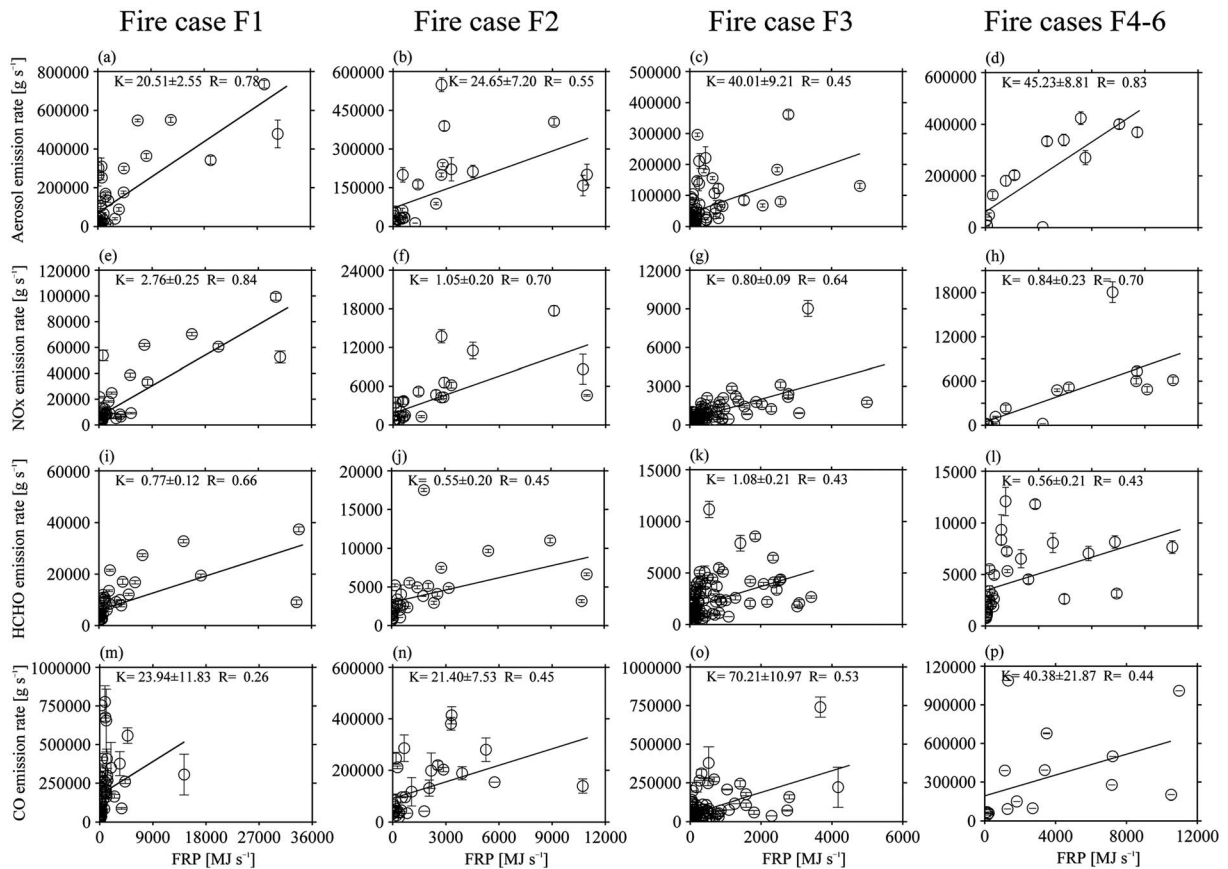 Fire case F1 Fire case F2 Fire case F3 Fire cases F4-6
(a) (b) (c) (d)
K= 20.51±2.55 R= 0.78
K= 24.65±7.20 R= 0.55
K= 40.01±9.21 R= 0.45
K= 45.23±8.81 R= 0.83
Aerosol emission rate [g s⁻¹]
800000
600000
400000
200000
0
600000
450000
300000
150000
0
500000
400000
300000
200000
100000
0
600000
400000
200000
0
(e) (f) (g) (h)
K= 2.76±0.25 R= 0.84
K= 1.05±0.20 R= 0.70
K= 0.80±0.09 R= 0.64
K= 0.84±0.23 R= 0.70
NOx emission rate [g s⁻¹]
120000
100000
80000
60000
40000
20000
0
24000
18000
12000
6000
0
12000
9000
6000
3000
0
18000
12000
6000
0
(i) (j) (k) (l)
K= 0.77±0.12 R= 0.66
K= 0.55±0.20 R= 0.45
K= 1.08±0.21 R= 0.43
K= 0.56±0.21 R= 0.43
HCHO emission rate [g s⁻¹]
60000
40000
20000
0
20000
15000
10000
5000
0
15000
10000
5000
0
15000
10000
5000
0
(m) (n) (o) (p)
K= 23.94±11.83 R= 0.26
K= 21.40±7.53 R= 0.45
K= 70.21±10.97 R= 0.53
K= 40.38±21.87 R= 0.44
CO emission rate [g s⁻¹]
1000000
750000
500000
250000
0
600000
400000
200000
0
1000000
750000
500000
250000
0
1200000
900000
600000
300000
0
0 9000 18000 27000 36000
0 3000 6000 9000 12000
0 2000 4000 6000
0 4000 8000 12000
FRP [MJ s⁻¹] FRP [MJ s⁻¹] FRP [MJ s⁻¹] FRP [MJ s⁻¹]